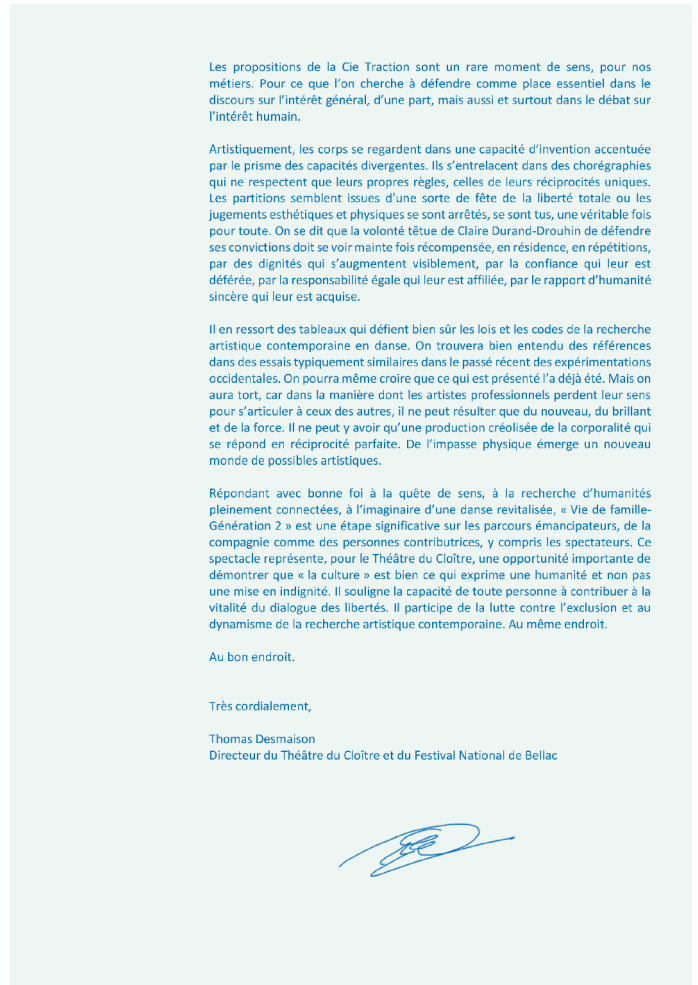 Les propositions de la Cie Traction sont un rare moment de sens, pour nos
métiers. Pour ce que l’on cherche à défendre comme place essentiel dans le
discours sur l’intérêt général, d’une part, mais aussi et surtout dans le débat sur
l’intérêt humain.
Artistiquement, les corps se regardent dans une capacité d’invention accentuée
par le prisme des capacités divergentes. Ils s’entrelacent dans des chorégraphies
qui ne respectent que leurs propres règles, celles de leurs réciprocités uniques.
Les partitions semblent issues d’une sorte de fête de la liberté totale ou les
jugements esthétiques et physiques se sont arrêtés, se sont tus, une véritable fois
pour toute. On se dit que la volonté têtue de Claire Durand-Drouhin de défendre
ses convictions doit se voir mainte fois récompensée, en résidence, en répétitions,
par des dignités qui s’augmentent visiblement, par la confiance qui leur est
déférée, par la responsabilité égale qui leur est affiliée, par le rapport d’humanité
sincère qui leur est acquise.
Il en ressort des tableaux qui défient bien sûr les lois et les codes de la recherche
artistique contemporaine en danse. On trouvera bien entendu des références
dans des essais typiquement similaires dans le passé récent des expérimentations
occidentales. On pourra même croire que ce qui est présenté l’a déjà été. Mais on
aura tort, car dans la manière dont les artistes professionnels perdent leur sens
pour s’articuler à ceux des autres, il ne peut résulter que du nouveau, du brillant
et de la force. Il ne peut y avoir qu’une production créolisée de la corporalité qui
se répond en réciprocité parfaite. De l’impasse physique émerge un nouveau
monde de possibles artistiques.
Répondant avec bonne foi à la quête de sens, à la recherche d’humanités
pleinement connectées, à l’imaginaire d’une danse revitalisée, « Vie de famille-
Génération 2 » est une étape significative sur les parcours émancipateurs, de la
compagnie comme des personnes contributrices, y compris les spectateurs. Ce
spectacle représente, pour le Théâtre du Cloître, une opportunité importante de
démontrer que « la culture » est bien ce qui exprime une humanité et non pas
une mise en indignité. Il souligne la capacité de toute personne à contribuer à la
vitalité du dialogue des libertés. Il participe de la lutte contre l’exclusion et au
dynamisme de la recherche artistique contemporaine. Au même endroit.
Au bon endroit.
Très cordialement,
Thomas Desmaison
Directeur du Théâtre du Cloître et du Festival National de Bellac